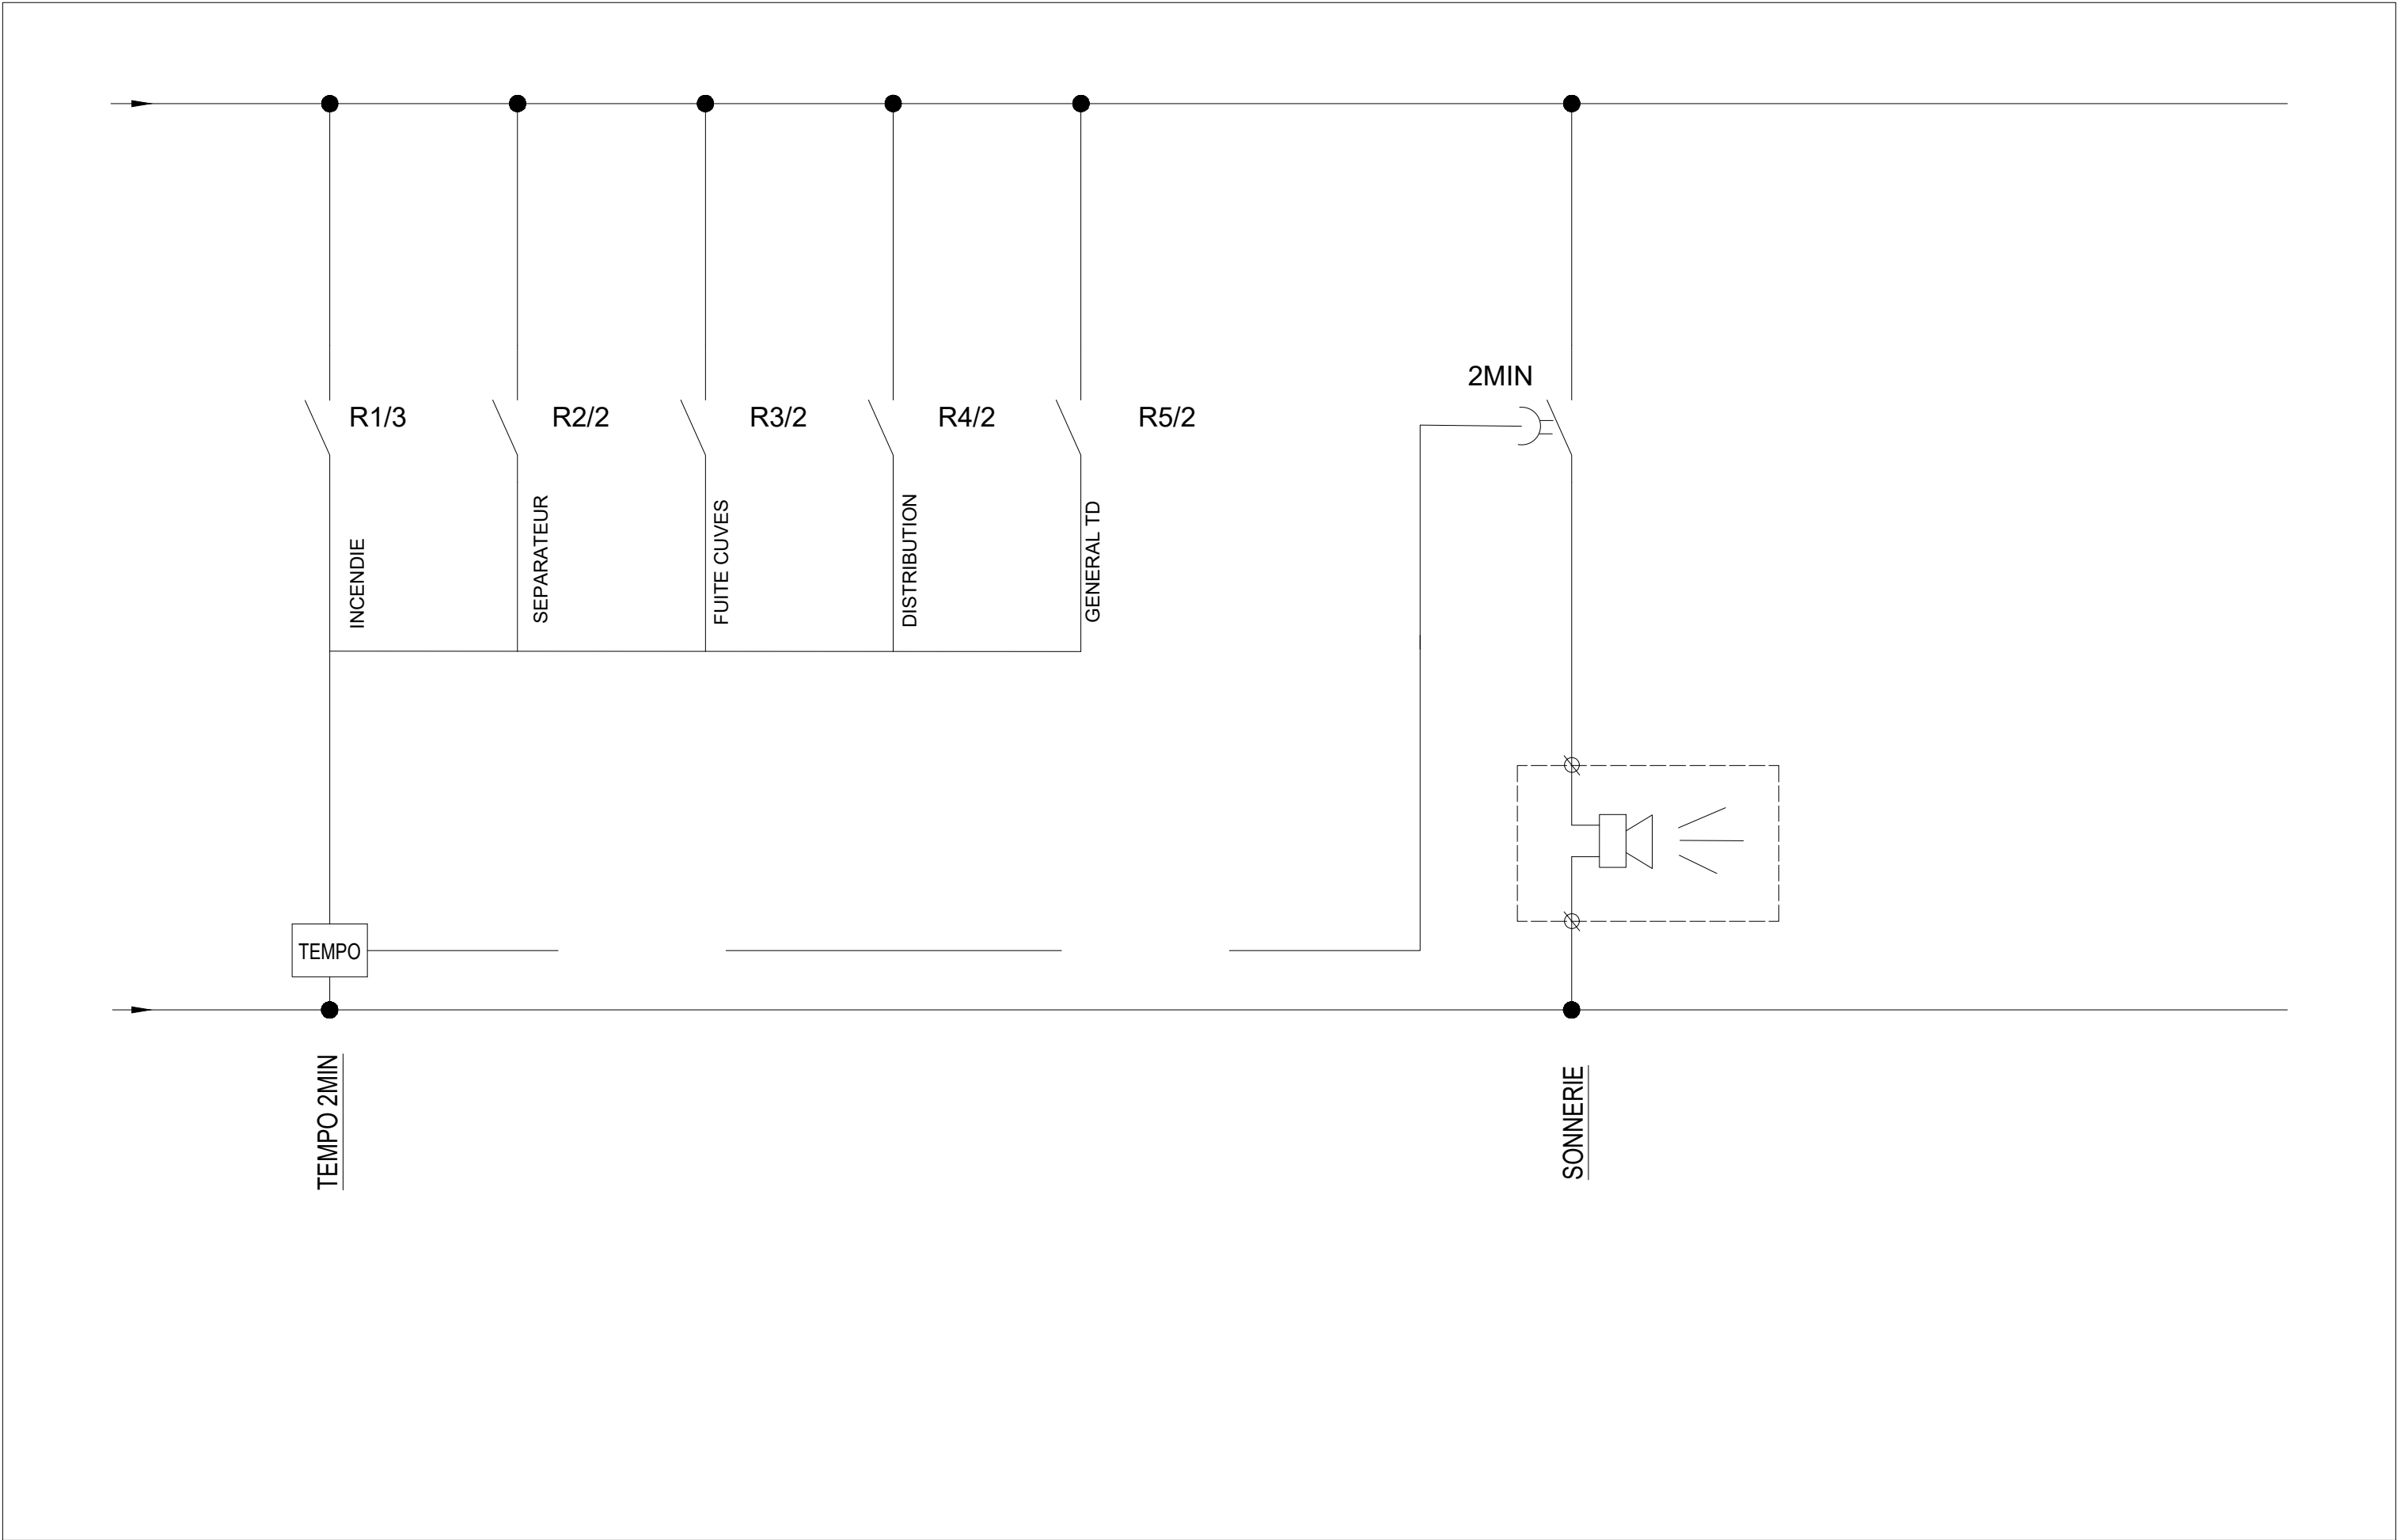 2MIN
R1/3
R2/2
R3/2
R4/2
R5/2
INCENDIE
SEPARATEUR
FUITE CUVES
DISTRIBUTION
GENERAL TD
TEMPO
TEMPO 2MIN
SONNERIE